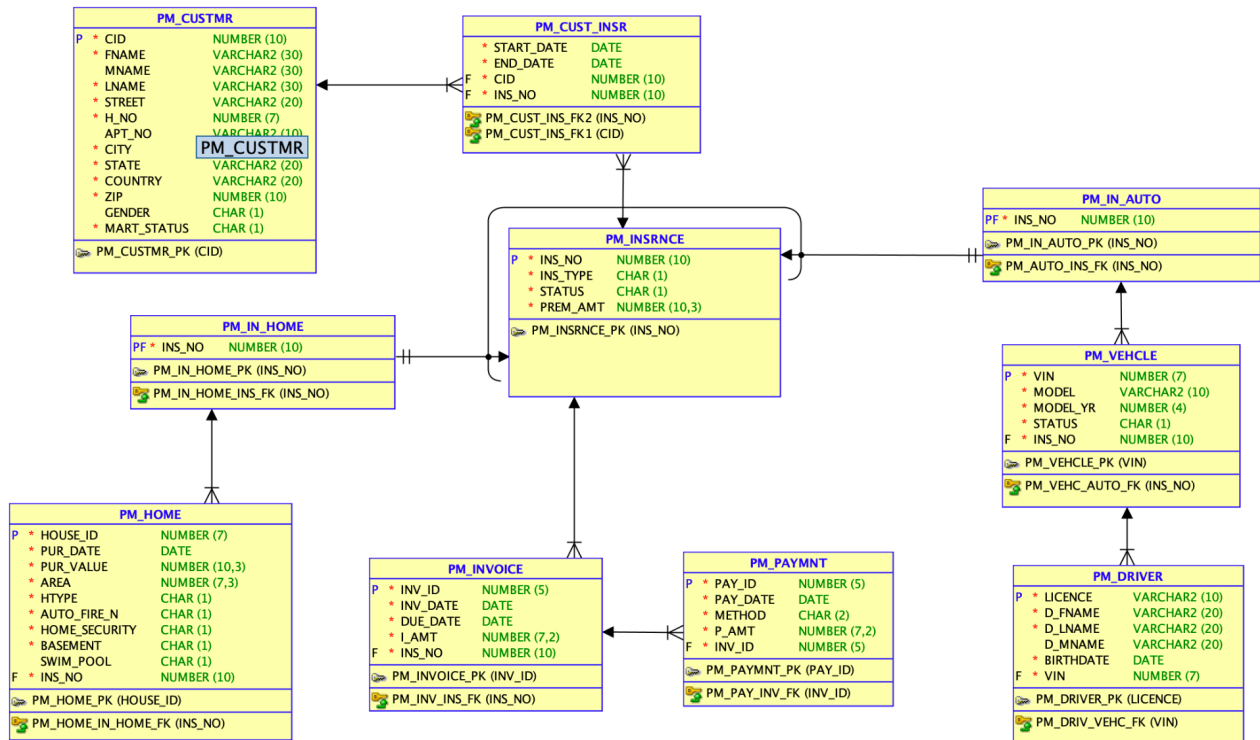 PM_CUSTMR
P * CID NUMBER (10)
* FNAME VARCHAR2 (30)
MNAME VARCHAR2 (30)
* LNAME VARCHAR2 (30)
* STREET VARCHAR2 (20)
* H_NO NUMBER (7)
APT_NO VARCHAR2 (10)
* CITY
PM_CUSTMR
* STATE VARCHAR2 (20)
* COUNTRY VARCHAR2 (20)
* ZIP NUMBER (10)
GENDER CHAR (1)
* MART_STATUS CHAR (1)
PM_CUSTMR_PK (CID)
PM_CUST_INSR
* START_DATE DATE
* END_DATE DATE
F * CID NUMBER (10)
F * INS_NO NUMBER (10)
PM_CUST_INS_FK2 (INS_NO)
PM_CUST_INS_FK1 (CID)
PM_INSRNCE
P * INS_NO NUMBER (10)
* INS_TYPE CHAR (1)
* STATUS CHAR (1)
* PREM_AMT NUMBER (10,3)
PM_INSRNCE_PK (INS_NO)
PM_IN_AUTO
PF * INS_NO NUMBER (10)
PM_IN_AUTO_PK (INS_NO)
PM_AUTO_INS_FK (INS_NO)
PM_IN_HOME
PF * INS_NO NUMBER (10)
PM_IN_HOME_PK (INS_NO)
PM_IN_HOME_INS_FK (INS_NO)
PM_VEHCLE
P * VIN NUMBER (7)
* MODEL VARCHAR2 (10)
* MODEL_YR NUMBER (4)
* STATUS CHAR (1)
F * INS_NO NUMBER (10)
PM_VEHCLE_PK (VIN)
PM_VEHC_AUTO_FK (INS_NO)
PM_HOME
P * HOUSE_ID NUMBER (7)
* PUR_DATE DATE
* PUR_VALUE NUMBER (10,3)
* AREA NUMBER (7,3)
* HTYPE CHAR (1)
* AUTO_FIRE_N CHAR (1)
* HOME_SECURITY CHAR (1)
* BASEMENT CHAR (1)
SWIM_POOL CHAR (1)
F * INS_NO NUMBER (10)
PM_HOME_PK (HOUSE_ID)
PM_HOME_IN_HOME_FK (INS_NO)
PM_INVOICE
P * INV_ID NUMBER (5)
* INV_DATE DATE
* DUE_DATE DATE
* I_AMT NUMBER (7,2)
F * INS_NO NUMBER (10)
PM_INVOICE_PK (INV_ID)
PM_INV_INS_FK (INS_NO)
PM_PAYMNT
P * PAY_ID NUMBER (5)
* PAY_DATE DATE
* METHOD CHAR (2)
* P_AMT NUMBER (7,2)
F * INV_ID NUMBER (5)
PM_PAYMNT_PK (PAY_ID)
PM_PAY_INV_FK (INV_ID)
PM_DRIVER
P * LICENCE VARCHAR2 (10)
* D_FNAME VARCHAR2 (20)
* D_LNAME VARCHAR2 (20)
D_MNAME VARCHAR2 (20)
* BIRTHDATE DATE
F * VIN NUMBER (7)
PM_DRIVER_PK (LICENCE)
PM_DRIV_VEHC_FK (VIN)